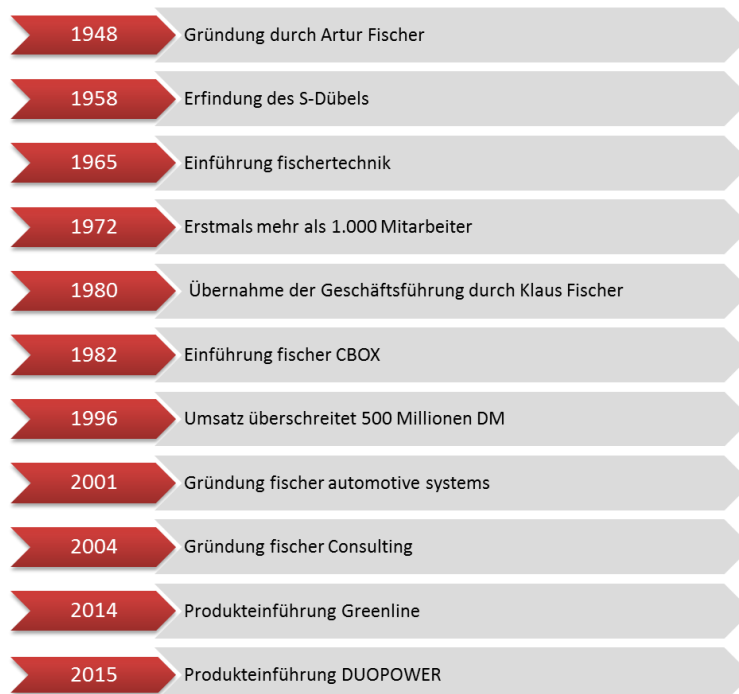 1948 Gründung durch Artur Fischer
1958 Erfindung des S-Dübels
1965 Einführung fischertechnik
1972 Erstmals mehr als 1.000 Mitarbeiter
1980 Übernahme der Geschäftsführung durch Klaus Fischer
1982 Einführung fischer CBOX
1996 Umsatz überschreitet 500 Millionen DM
2001 Gründung fischer automotive systems
2004 Gründung fischer Consulting
2014 Produkteinführung Greenline
2015 Produkteinführung DUOPOWER